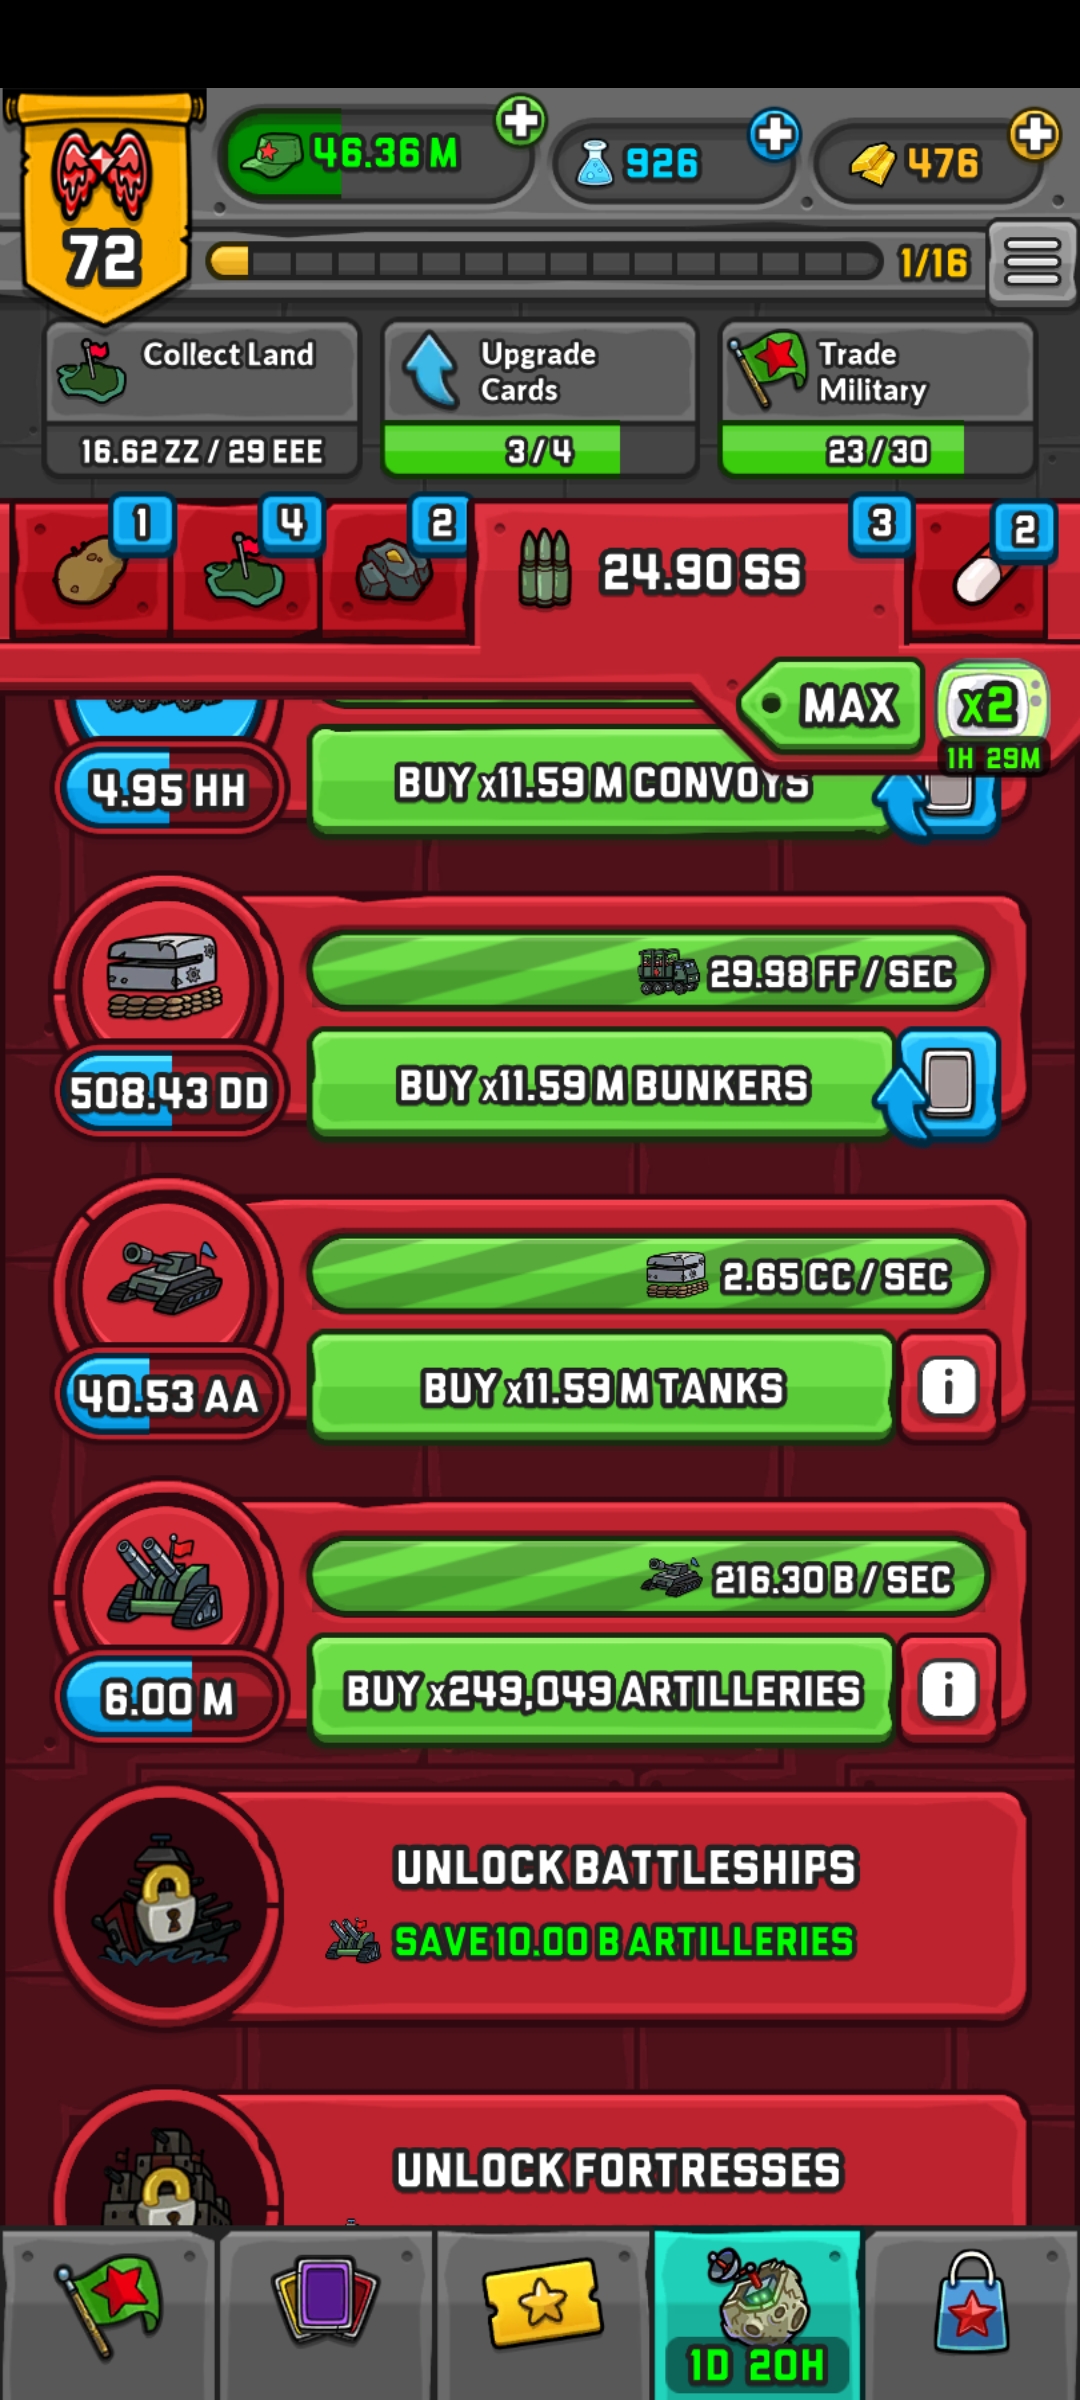 46.36 M
926
476
72
1/16
Collect Land
16.62 ZZ / 29 EEE
Upgrade
Cards
3/4
Trade
Military
23/30
1
4
2
24.90 SS
3
2
MAX
x2
1H 29M
4.95 HH
BUY x11.59 M CONVOYS
29.98 FF / SEC
508.43 DD
BUY x11.59 M BUNKERS
2.65 CC / SEC
40.53 AA
BUY x11.59 M TANKS
i
216.30 B / SEC
6.00 M
BUY x249,049 ARTILLERIES
i
UNLOCK BATTLESHIPS
SAVE 10.00 B ARTILLERIES
UNLOCK FORTRESSES
1D 20H